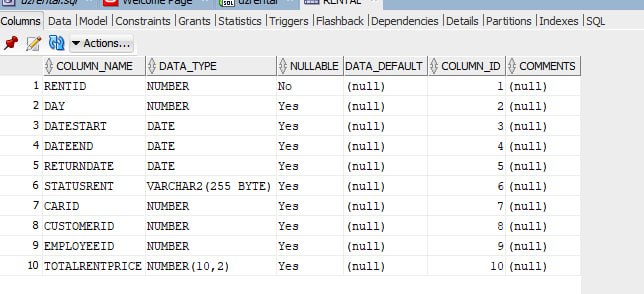 dzrental.sql Welcome Page dzrental RENTAL
Columns Data Model Constraints Grants Statistics Triggers Flashback Dependencies Details Partitions Indexes SQL
Actions...
COLUMN_NAME DATA_TYPE NULLABLE DATA_DEFAULT COLUMN_ID COMMENTS
1 RENTID NUMBER No (null) 1 (null)
2 DAY NUMBER Yes (null) 2 (null)
3 DATESTART DATE Yes (null) 3 (null)
4 DATEEND DATE Yes (null) 4 (null)
5 RETURNDATE DATE Yes (null) 5 (null)
6 STATUSRENT VARCHAR2(255 BYTE) Yes (null) 6 (null)
7 CARID NUMBER Yes (null) 7 (null)
8 CUSTOMERID NUMBER Yes (null) 8 (null)
9 EMPLOYEEID NUMBER Yes (null) 9 (null)
10 TOTALRENTPRICE NUMBER(10,2) Yes (null) 10 (null)